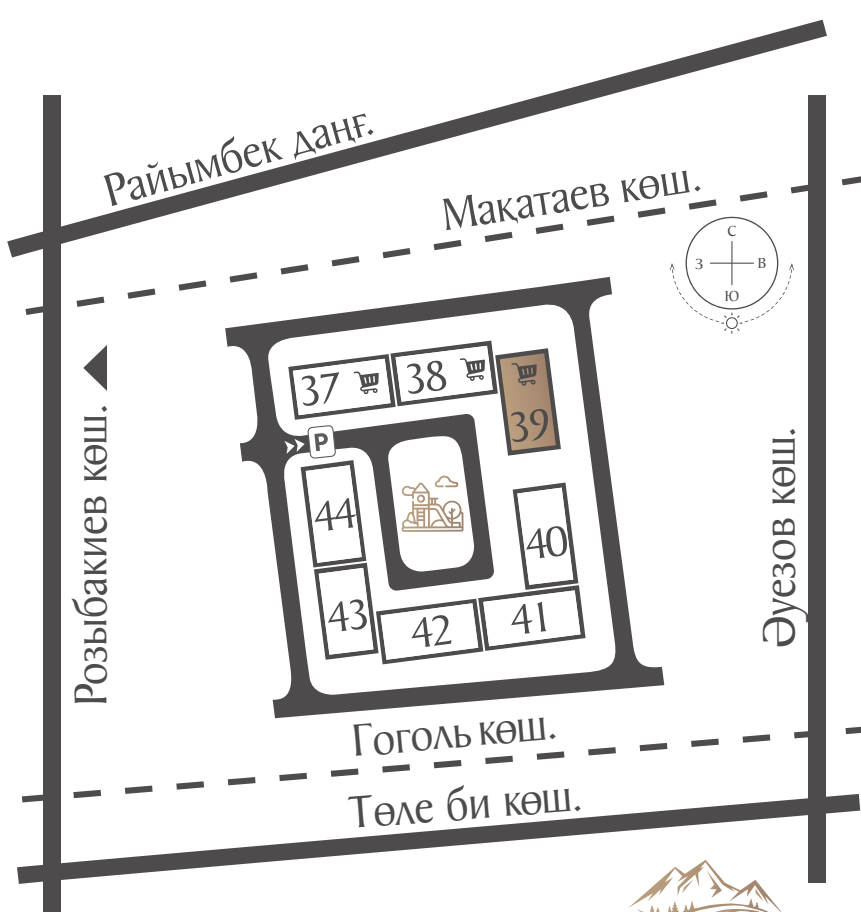 Райымбек даңғ.
Мақатаев көш.
С
З
В
Ю
37
38
39
P
44
40
43
42
41
Розыбакиев көш.
Әуезов көш.
Гоголь көш.
Төле би көш.